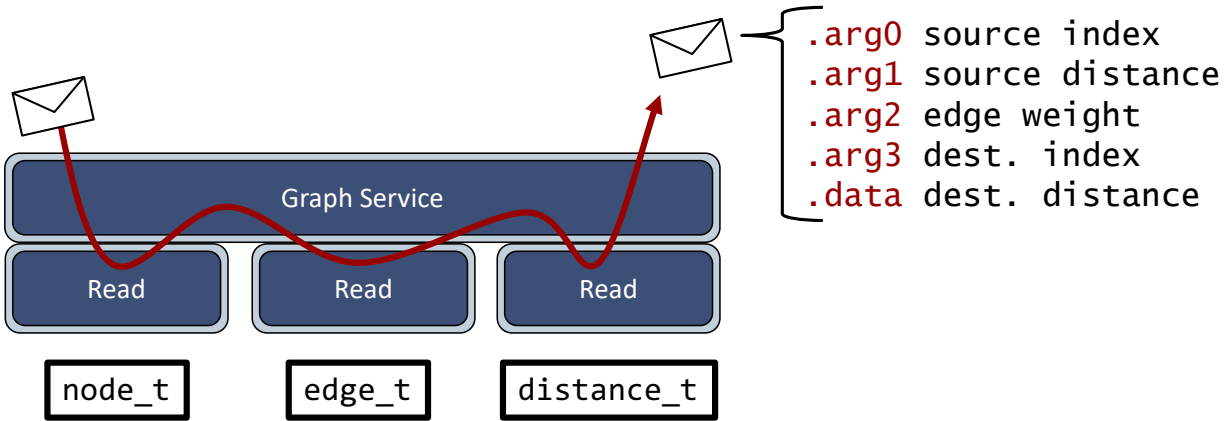 .arg0 source index
.arg1 source distance
.arg2 edge weight
.arg3 dest. index
.data dest. distance
Graph Service
Read Read Read
node_t edge_t distance_t